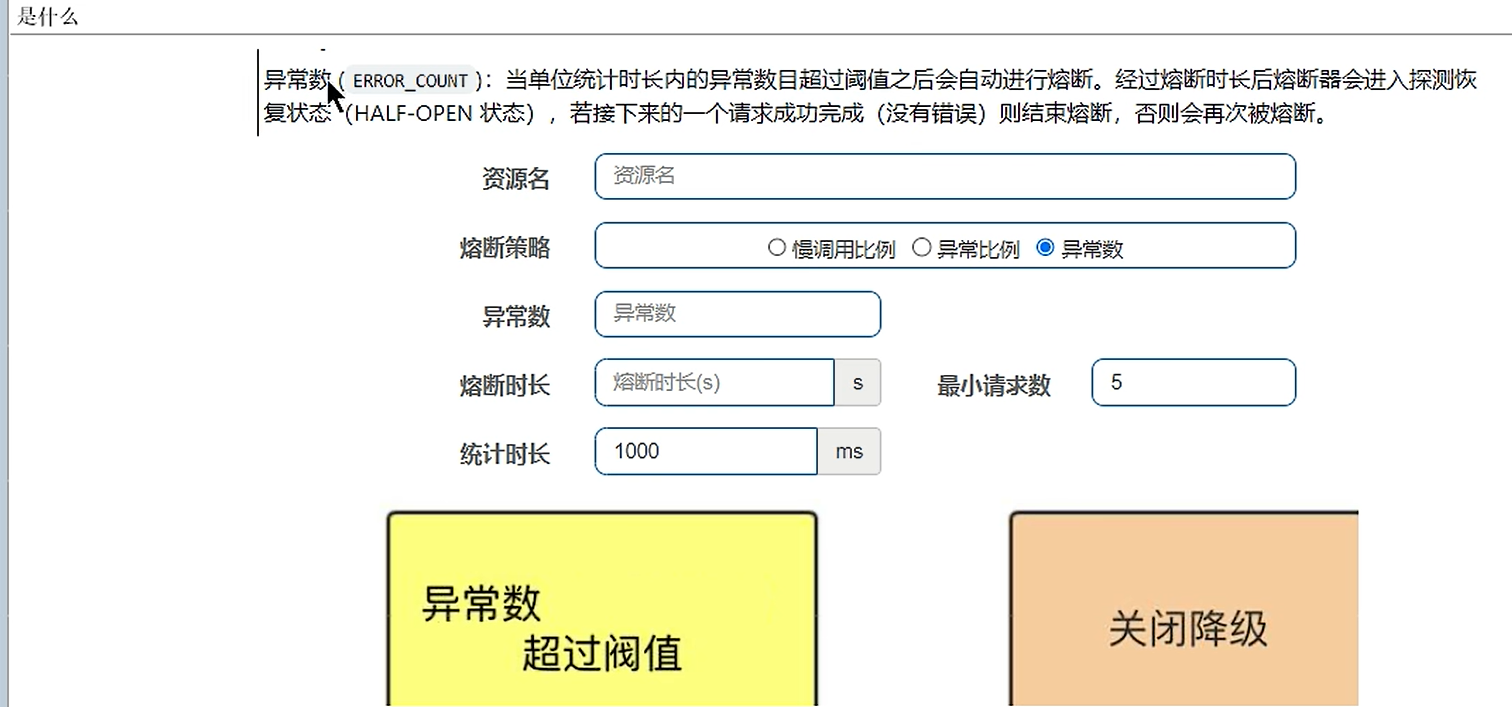 是什么
异常数 (ERROR_COUNT)：当单位统计时长内的异常数目超过阈值之后会自动进行熔断。经过熔断时长后熔断器会进入探测恢
复状态（HALF-OPEN 状态），若接下来的一个请求成功完成（没有错误）则结束熔断，否则会再次被熔断。
资源名 资源名
熔断策略 慢调用比例 异常比例 异常数
异常数 异常数
熔断时长 熔断时长(s) s 最小请求数 5
统计时长 1000 ms
异常数
超过阀值
关闭降级